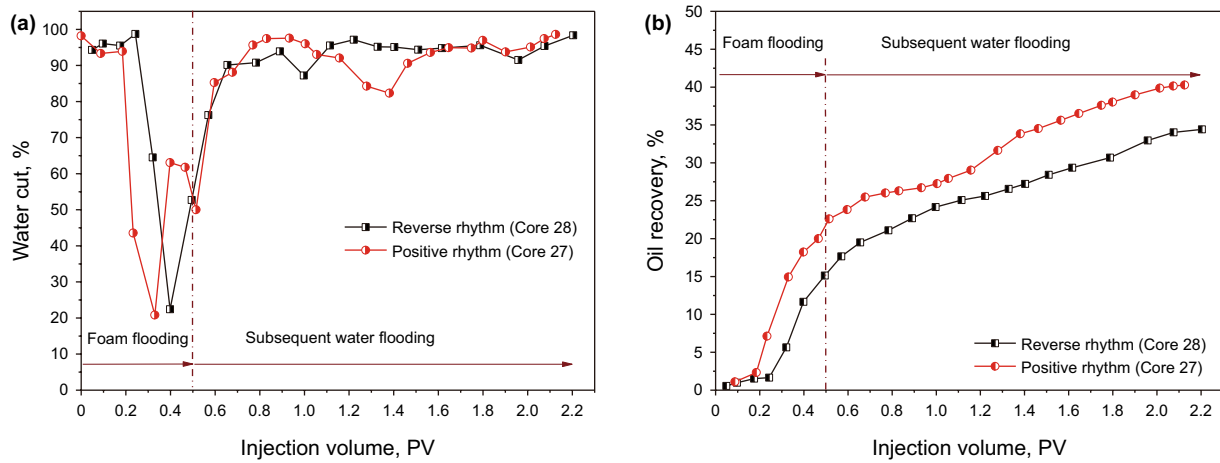 (a)
100
90
80
70
60
50
40
30
20
10
0
Water cut, %
Reverse rhythm (Core 28)
Positive rhythm (Core 27)
Foam flooding
Subsequent water flooding
0 0.2 0.4 0.6 0.8 1.0 1.2 1.4 1.6 1.8 2.0 2.2
Injection volume, PV
(b)
50
45
40
35
30
25
20
15
10
5
0
Oil recovery, %
Foam flooding
Subsequent water flooding
Reverse rhythm (Core 28)
Positive rhythm (Core 27)
0 0.2 0.4 0.6 0.8 1.0 1.2 1.4 1.6 1.8 2.0 2.2
Injection volume, PV